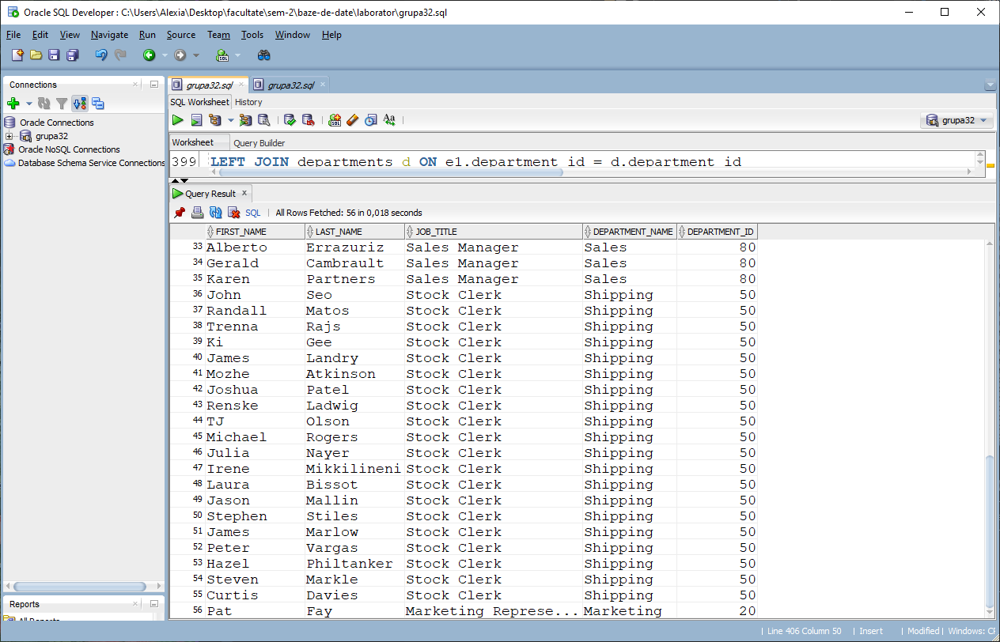 Oracle SQL Developer : C:\Users\Alexia\Desktop\facultate\sem-2\baze-de-date\laborator\grupa32.sql
File Edit View Navigate Run Source Team Tools Window Help
Connections
grupa32.sql grupa32.sql
SQL Worksheet History
Oracle Connections
grupa32
Oracle NoSQL Connections
Database Schema Service Connections
grupa32
Worksheet Query Builder
399 LEFT JOIN departments d ON e1.department_id = d.department_id
Query Result
SQL | All Rows Fetched: 56 in 0,018 seconds
FIRST_NAME LAST_NAME JOB_TITLE DEPARTMENT_NAME DEPARTMENT_ID
33 Alberto Errazuriz Sales Manager Sales 80
34 Gerald Cambrault Sales Manager Sales 80
35 Karen Partners Sales Manager Sales 80
36 John Seo Stock Clerk Shipping 50
37 Randall Matos Stock Clerk Shipping 50
38 Trenna Rajs Stock Clerk Shipping 50
39 Ki Gee Stock Clerk Shipping 50
40 James Landry Stock Clerk Shipping 50
41 Mozhe Atkinson Stock Clerk Shipping 50
42 Joshua Patel Stock Clerk Shipping 50
43 Renske Ladwig Stock Clerk Shipping 50
44 TJ Olson Stock Clerk Shipping 50
45 Michael Rogers Stock Clerk Shipping 50
46 Julia Nayer Stock Clerk Shipping 50
47 Irene Mikkilineni Stock Clerk Shipping 50
48 Laura Bissot Stock Clerk Shipping 50
49 Jason Mallin Stock Clerk Shipping 50
50 Stephen Stiles Stock Clerk Shipping 50
51 James Marlow Stock Clerk Shipping 50
52 Peter Vargas Stock Clerk Shipping 50
53 Hazel Philtanker Stock Clerk Shipping 50
54 Steven Markle Stock Clerk Shipping 50
55 Curtis Davies Stock Clerk Shipping 50
56 Pat Fay Marketing Represe... Marketing 20
Reports
All Reports
Line 406 Column 50 | Insert | Modified | Windows: CF